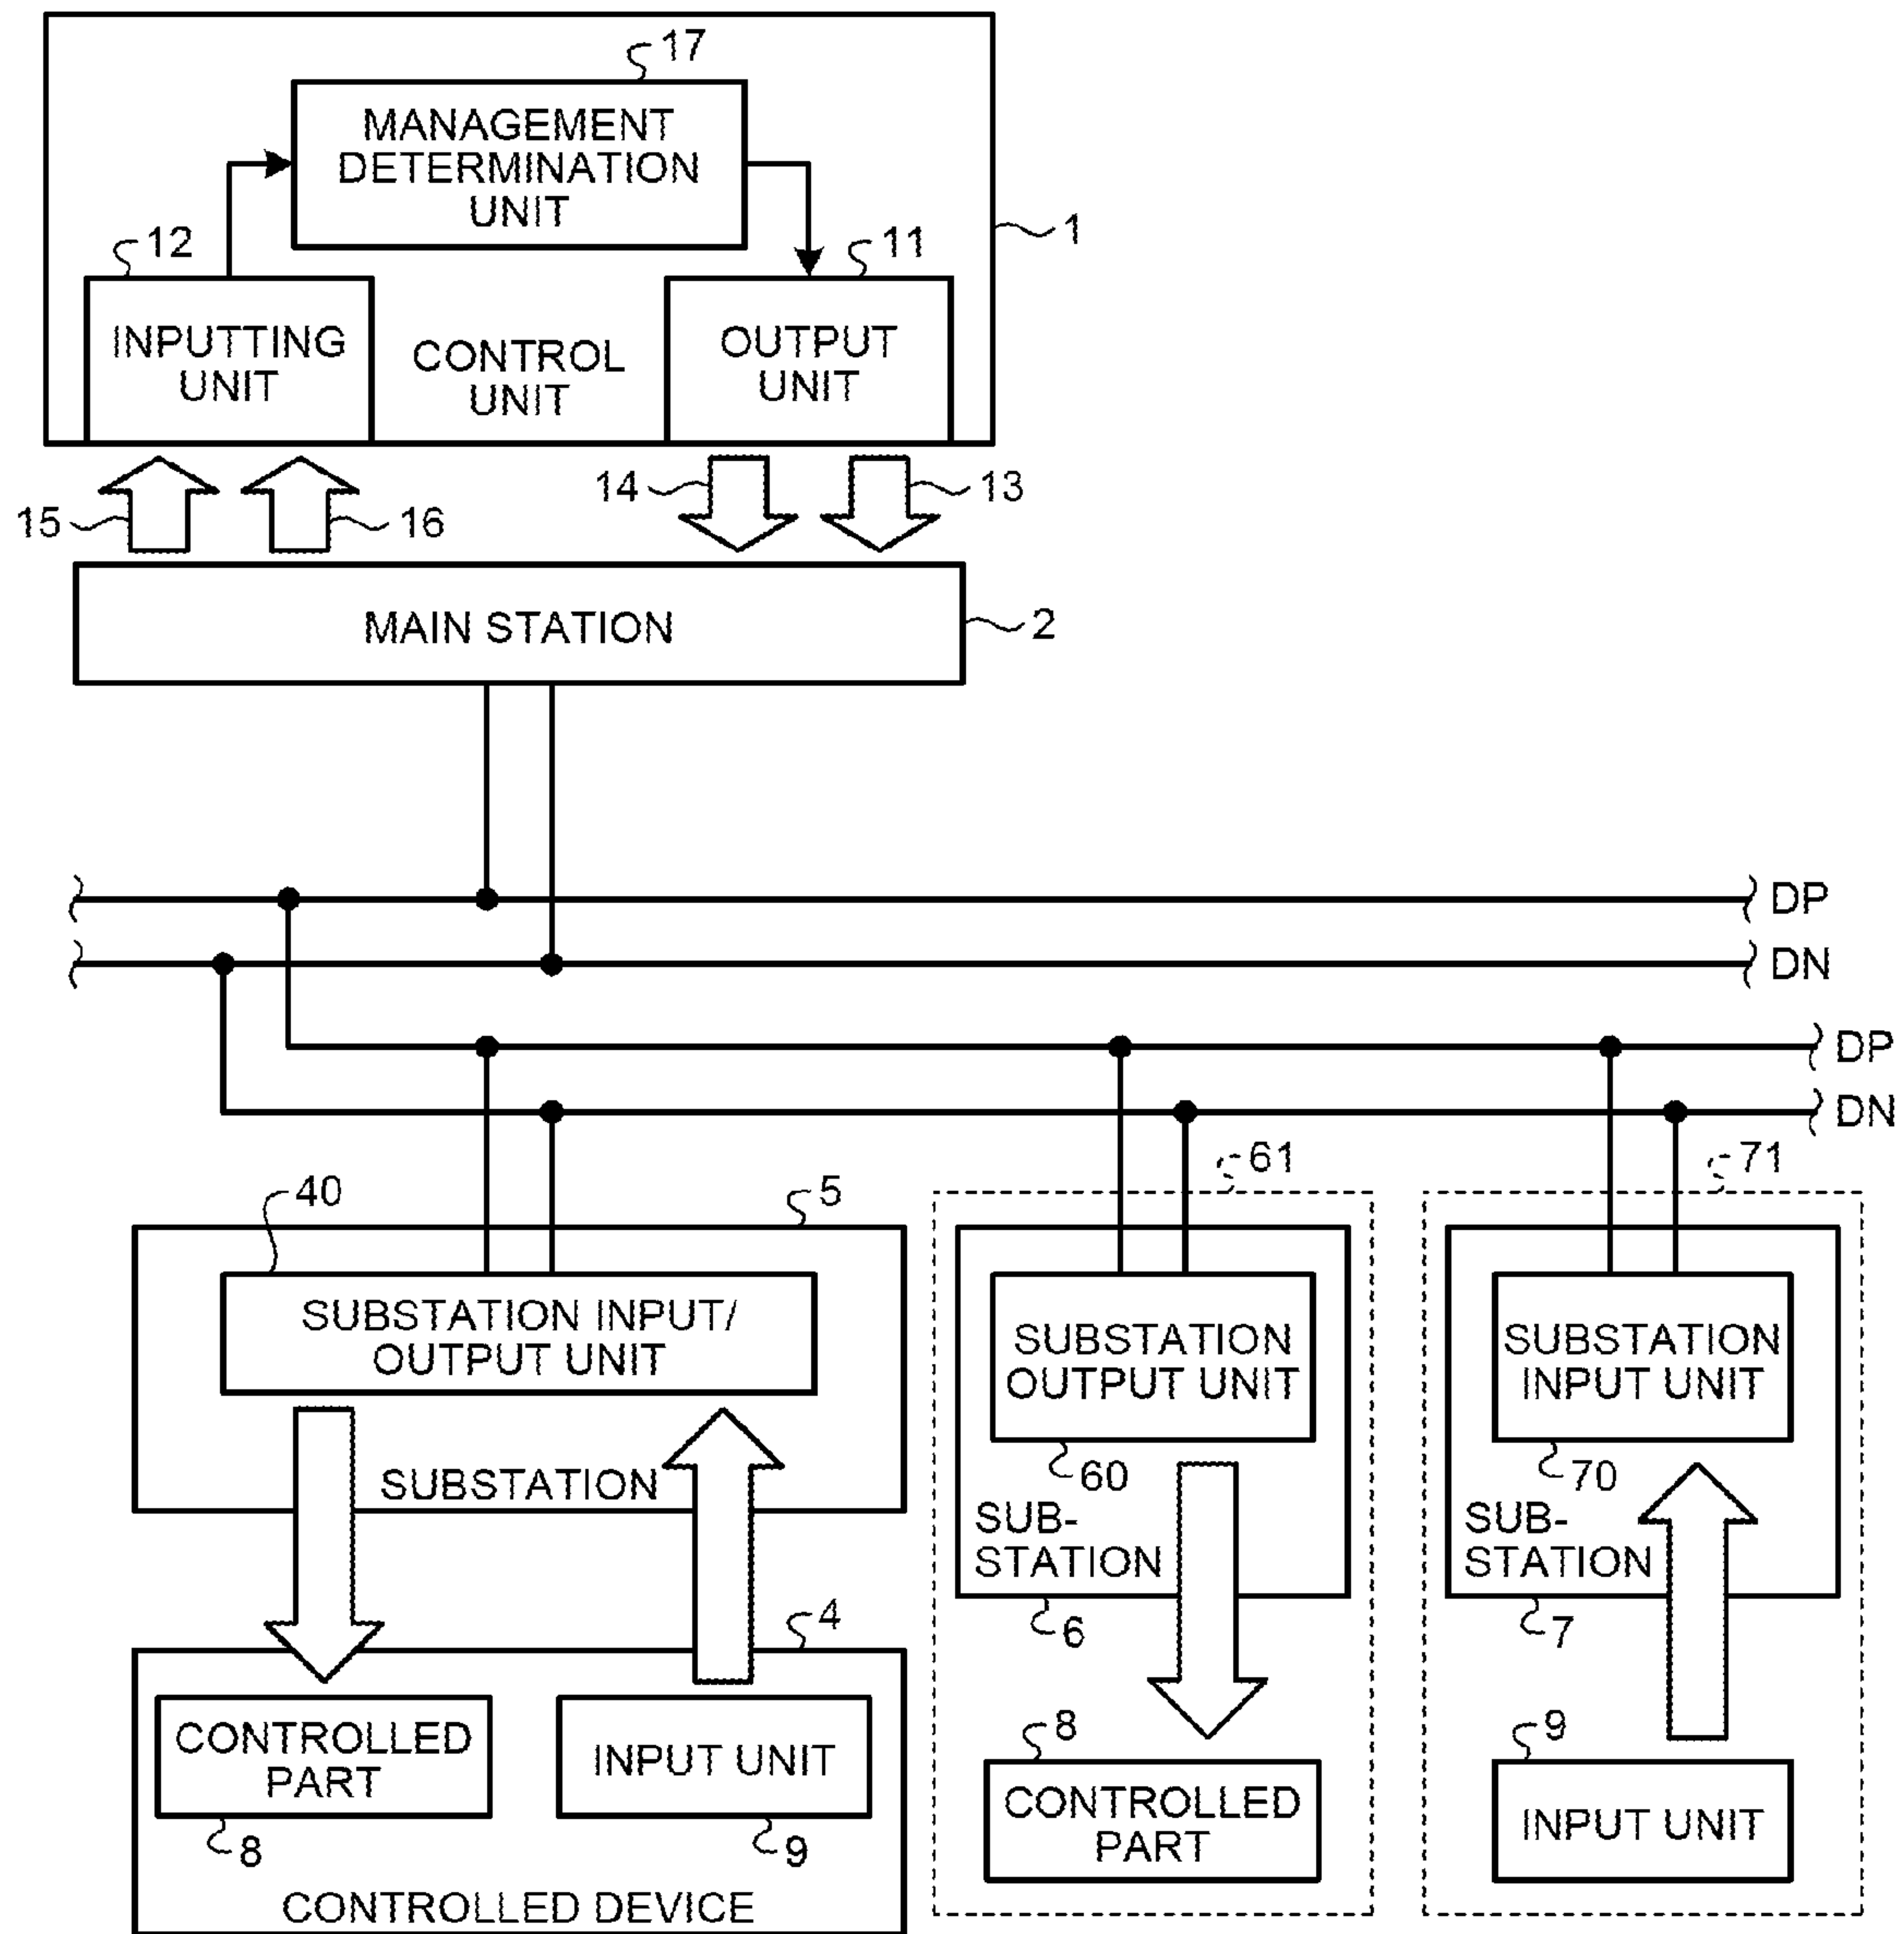 17
MANAGEMENT
DETERMINATION
UNIT
1
12
11
INPUTTING
UNIT
CONTROL
UNIT
OUTPUT
UNIT
15
16
14
13
MAIN STATION
2
DP
DN
DP
DN
40
5
61
71
SUBSTATION INPUT/
OUTPUT UNIT
SUBSTATION
OUTPUT UNIT
SUBSTATION
INPUT UNIT
SUBSTATION
60
70
SUB-
STATION
SUB-
STATION
4
6
7
CONTROLLED
PART
INPUT UNIT
8
9
8
9
CONTROLLED
PART
INPUT UNIT
CONTROLLED DEVICE